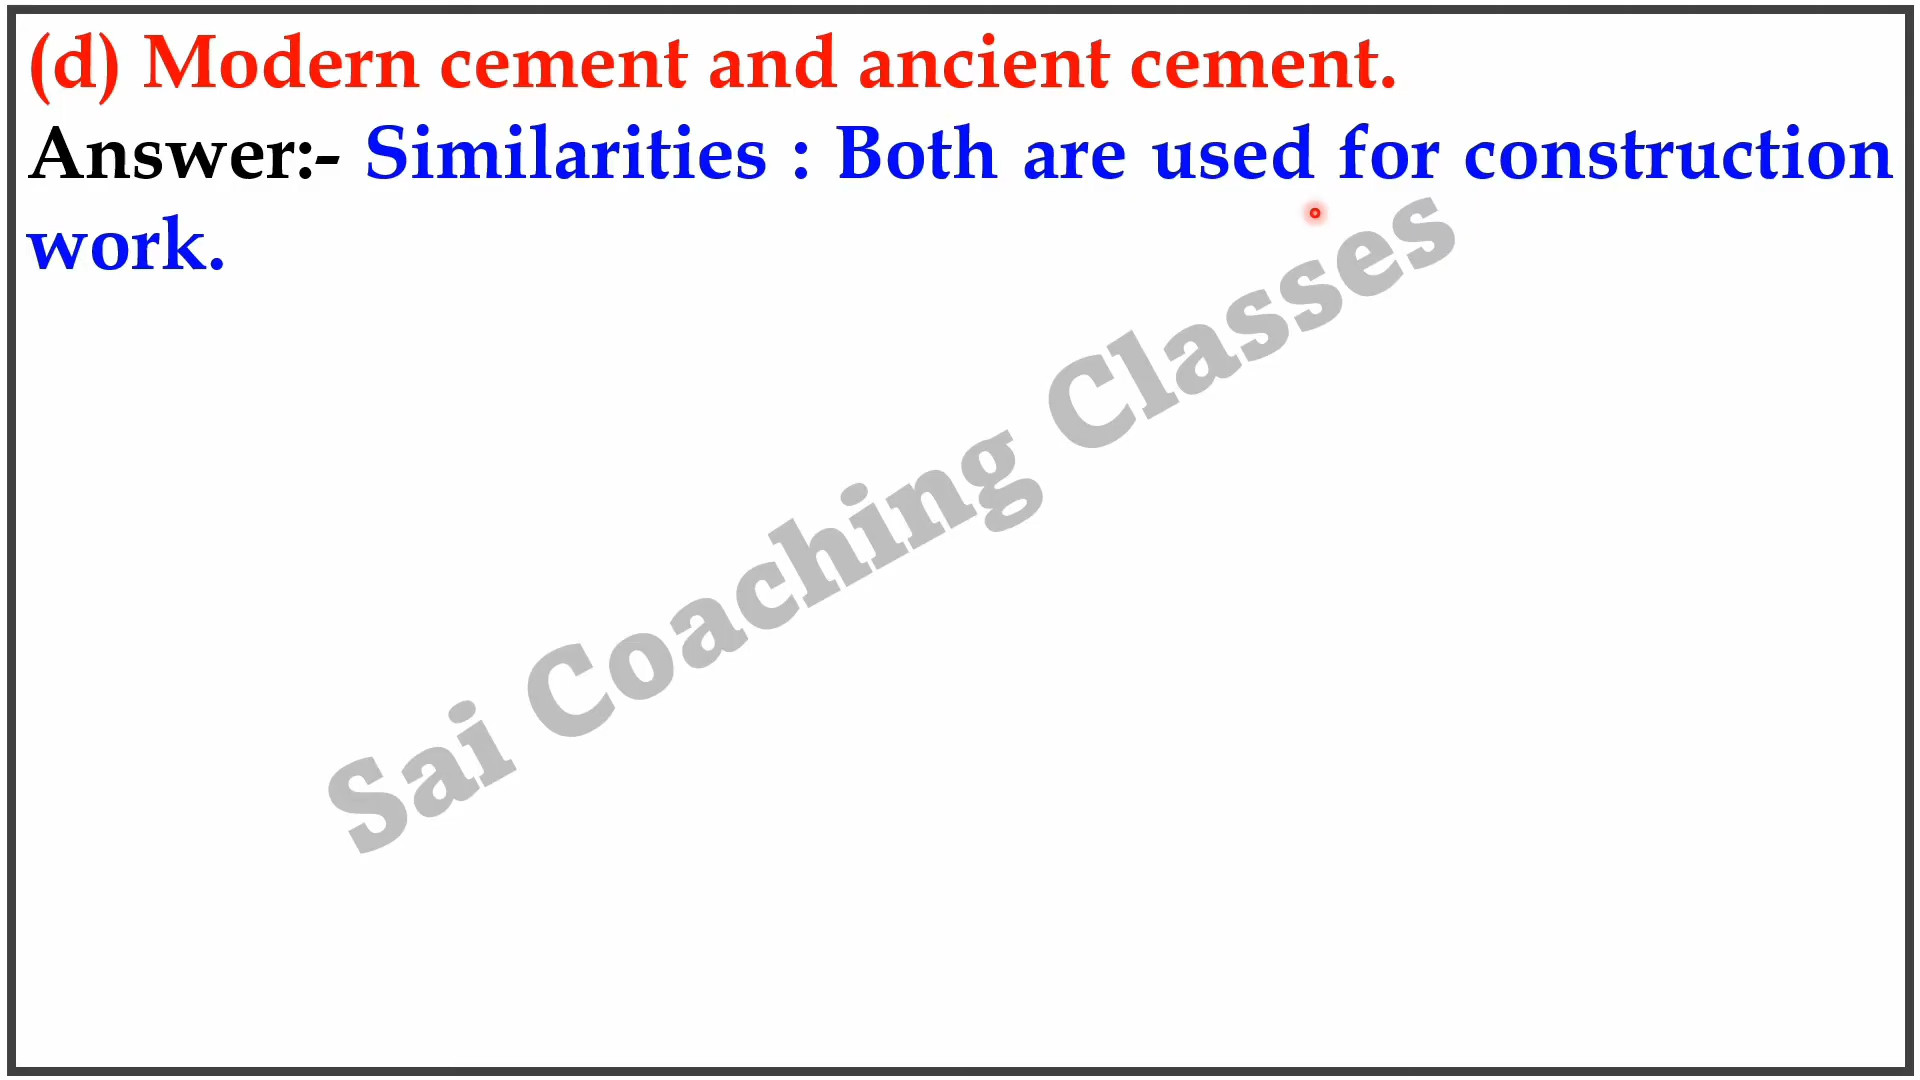 (d) Modern cement and ancient cement.
Answer:- Similarities : Both are used for construction
work.
Sai Coaching Classes